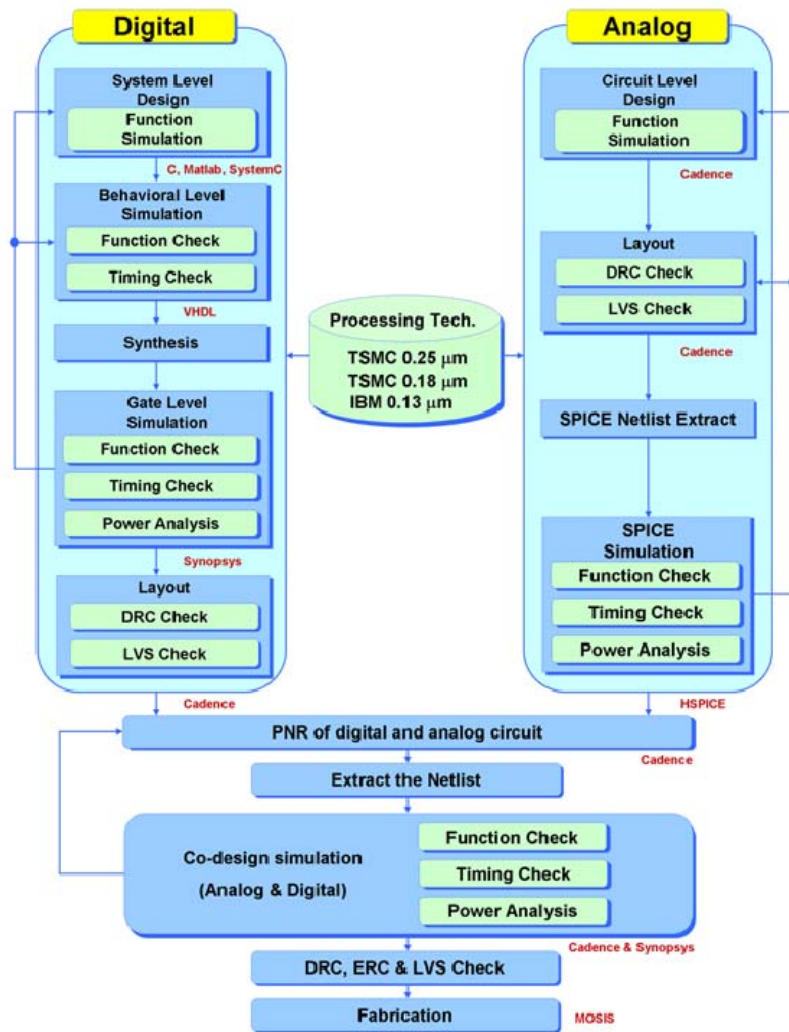 Digital
System Level
Design
Function
Simulation
C, Matlab, SystemC
Behavioral Level
Simulation
Function Check
Timing Check
VHDL
Synthesis
Gate Level
Simulation
Function Check
Timing Check
Power Analysis
Synopsys
Layout
DRC Check
LVS Check
Cadence
Processing Tech.
TSMC 0.25 μm
TSMC 0.18 μm
IBM 0.13 μm
Analog
Circuit Level
Design
Function
Simulation
Cadence
Layout
DRC Check
LVS Check
Cadence
SPICE Netlist Extract
SPICE
Simulation
Function Check
Timing Check
Power Analysis
HSPICE
PNR of digital and analog circuit
Cadence
Extract the Netlist
Co-design simulation
(Analog & Digital)
Function Check
Timing Check
Power Analysis
Cadence & Synopsys
DRC, ERC & LVS Check
Fabrication
MOSIS